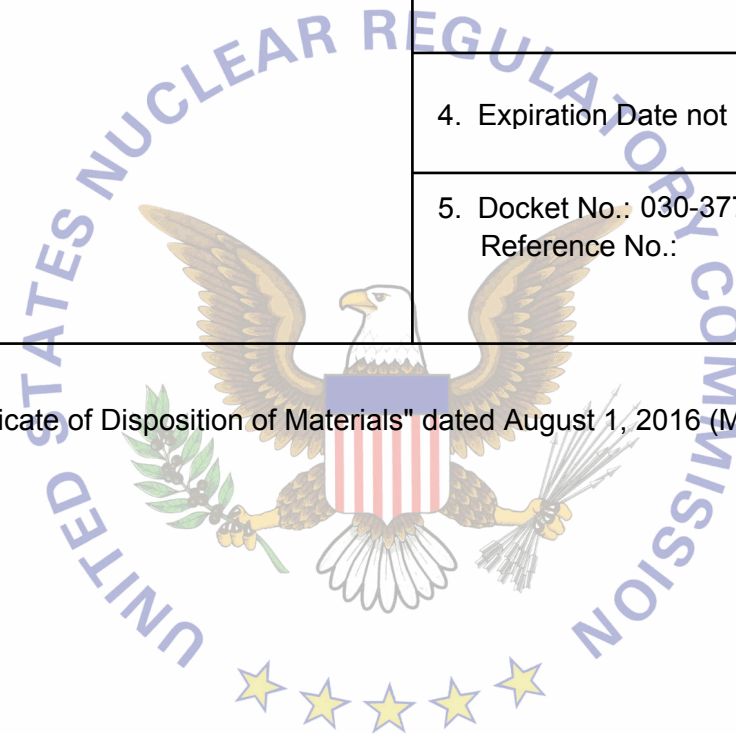 UNITED STATES NUCLEAR REGULATORY COMMISSION
4. Expiration Date not
5. Docket No.: 030-377
Reference No.:
icate of Disposition of Materials" dated August 1, 2016 (M